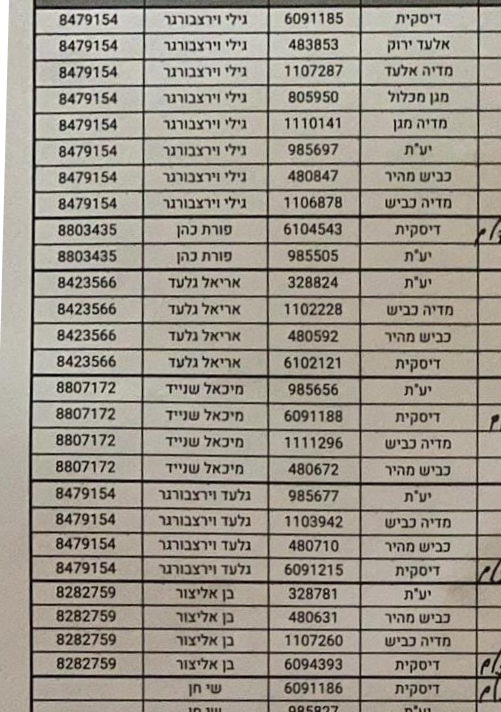 דיסקית 6091185 גילי וירצבורגר 8479154
אלעד ירוק 483853 גילי וירצבורגר 8479154
מדיה אלעד 1107287 גילי וירצבורגר 8479154
מגן מכלול 805950 גילי וירצבורגר 8479154
מדיה מגן 1110141 גילי וירצבורגר 8479154
יע"ת 985697 גילי וירצבורגר 8479154
כביש מהיר 480847 גילי וירצבורגר 8479154
מדיה כביש 1106878 גילי וירצבורגר 8479154
דיסקית 6104543 פורת כהן 8803435
יע"ת 985505 פורת כהן 8803435
יע"ת 328824 אריאל גלעד 8423566
מדיה כביש 1102228 אריאל גלעד 8423566
כביש מהיר 480592 אריאל גלעד 8423566
דיסקית 6102121 אריאל גלעד 8423566
יע"ת 985656 מיכאל שנייד 8807172
דיסקית 6091188 מיכאל שנייד 8807172
מדיה כביש 1111296 מיכאל שנייד 8807172
כביש מהיר 480672 מיכאל שנייד 8807172
יע"ת 985677 גלעד וירצבורגר 8479154
מדיה כביש 1103942 גלעד וירצבורגר 8479154
כביש מהיר 480710 גלעד וירצבורגר 8479154
דיסקית 6091215 גלעד וירצבורגר 8479154
יע"ת 328781 בן אליצור 8282759
כביש מהיר 480631 בן אליצור 8282759
מדיה כביש 1107260 בן אליצור 8282759
דיסקית 6094393 בן אליצור 8282759
דיסקית 6091186 שי חן
יע"ת 985827 שי חן